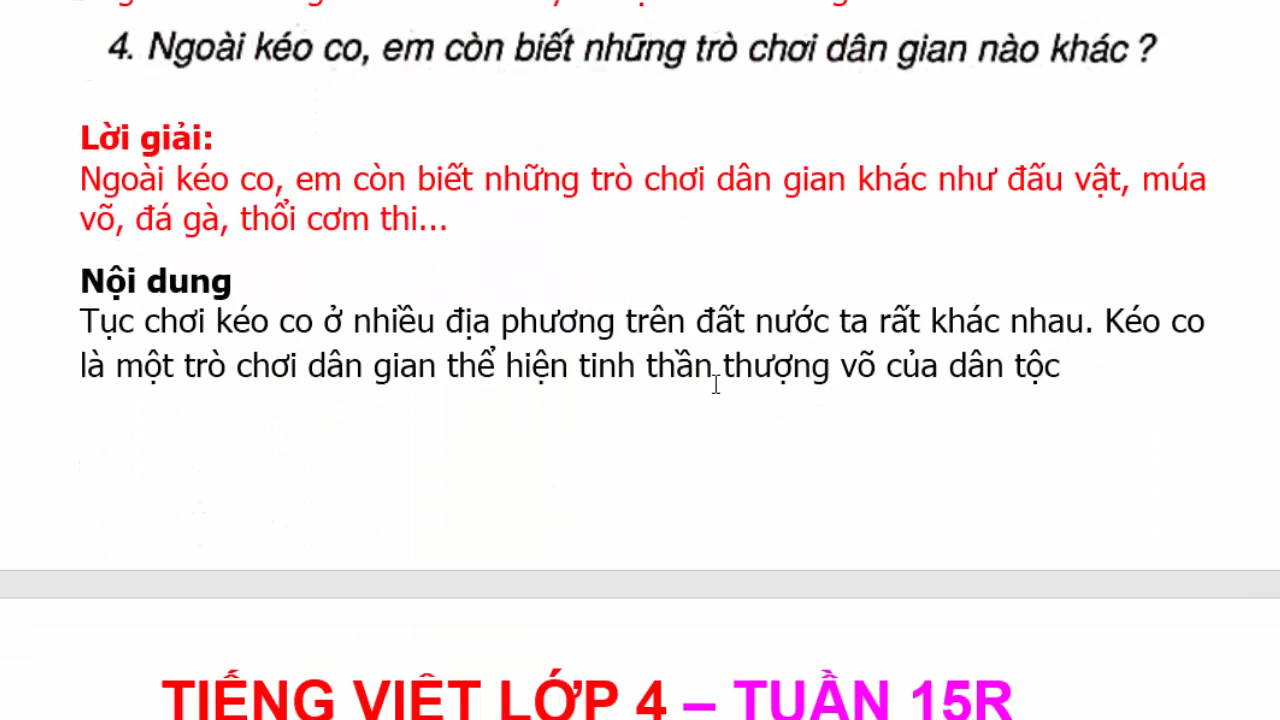 4. Ngoài kéo co, em còn biết những trò chơi dân gian nào khác ?
Lời giải:
Ngoài kéo co, em còn biết những trò chơi dân gian khác như đấu vật, múa
võ, đá gà, thổi cơm thi...
Nội dung
Tục chơi kéo co ở nhiều địa phương trên đất nước ta rất khác nhau. Kéo co
là một trò chơi dân gian thể hiện tinh thần thượng võ của dân tộc
TIẾNG VIỆT LỚP 4 – TUẦN 15R